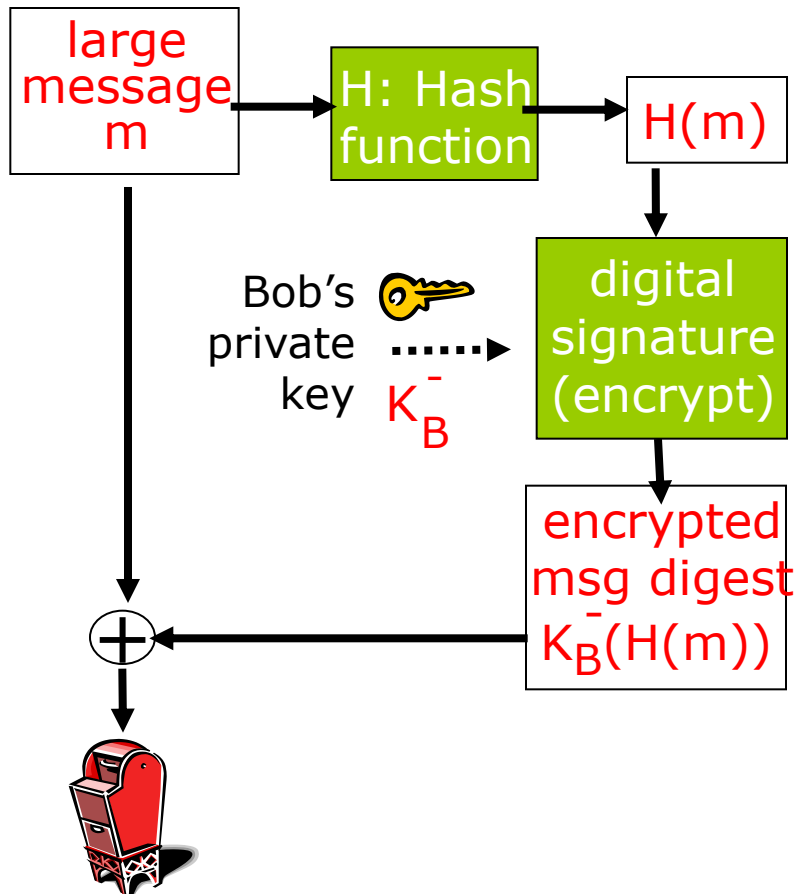 large
message
m
H: Hash
function
H(m)
Bob’s
private
key
K_B^-
digital
signature
(encrypt)
encrypted
msg digest
K_B^-(H(m))
+